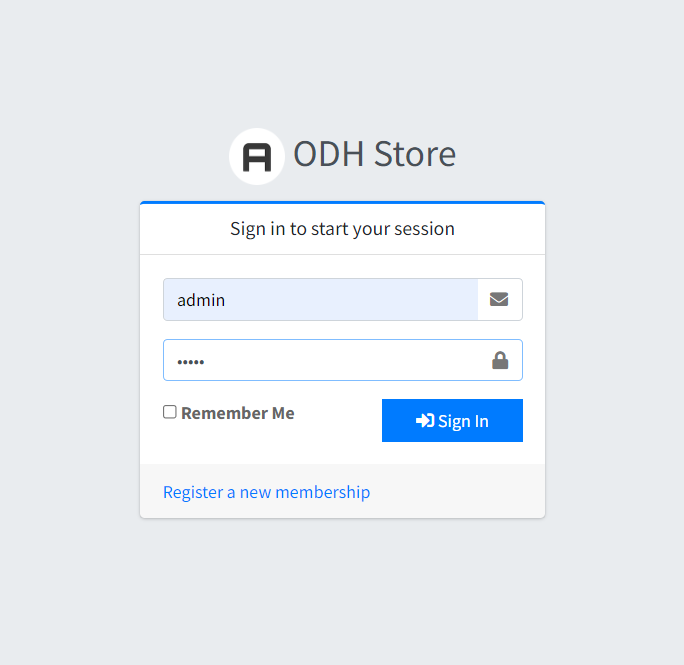 ODH Store
Sign in to start your session
admin
•••••
Remember Me
Sign In
Register a new membership